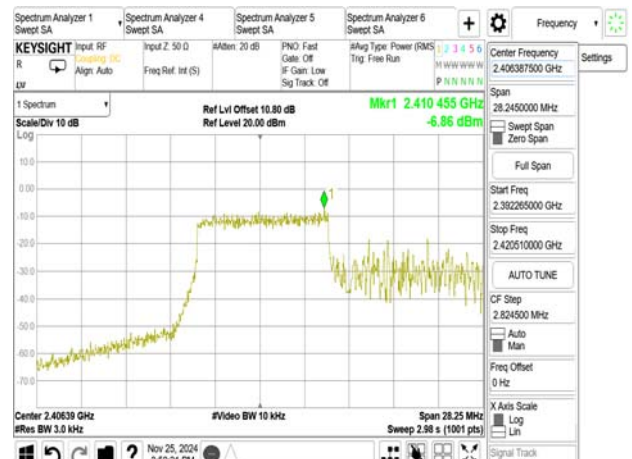 Spectrum Analyzer 1
Swept SA
Spectrum Analyzer 4
Swept SA
Spectrum Analyzer 5
Swept SA
Spectrum Analyzer 6
Swept SA
+
Frequency
Settings
KEYSIGHT
R
Input: RF
Coupling: DC
Align: Auto
Input Z: 50 Ω
Freq Ref: Int (S)
#Atten: 20 dB
PNO: Fast
Gate: Off
IF Gain: Low
Sig Track: Off
#Avg Type: Power (RMS
Trig: Free Run
1 2 3 4 5 6
M W W W W W
P N N N N N
1 Spectrum
Scale/Div 10 dB
Log
Ref Lvl Offset 10.80 dB
Ref Level 20.00 dBm
Mkr1 2.410 455 GHz
-6.86 dBm
10.0
0.00
-10.0
-20.0
-30.0
-40.0
-50.0
-60.0
-70.0
1
Center 2.40639 GHz
#Res BW 3.0 kHz
#Video BW 10 kHz
Span 28.25 MHz
Sweep 2.98 s (1001 pts)
Nov 25, 2024
Center Frequency
2.406387500 GHz
Span
28.2450000 MHz
Swept Span
Zero Span
Full Span
Start Freq
2.392265000 GHz
Stop Freq
2.420510000 GHz
AUTO TUNE
CF Step
2.824500 MHz
Auto
Man
Freq Offset
0 Hz
X Axis Scale
Log
Lin
Signal Track